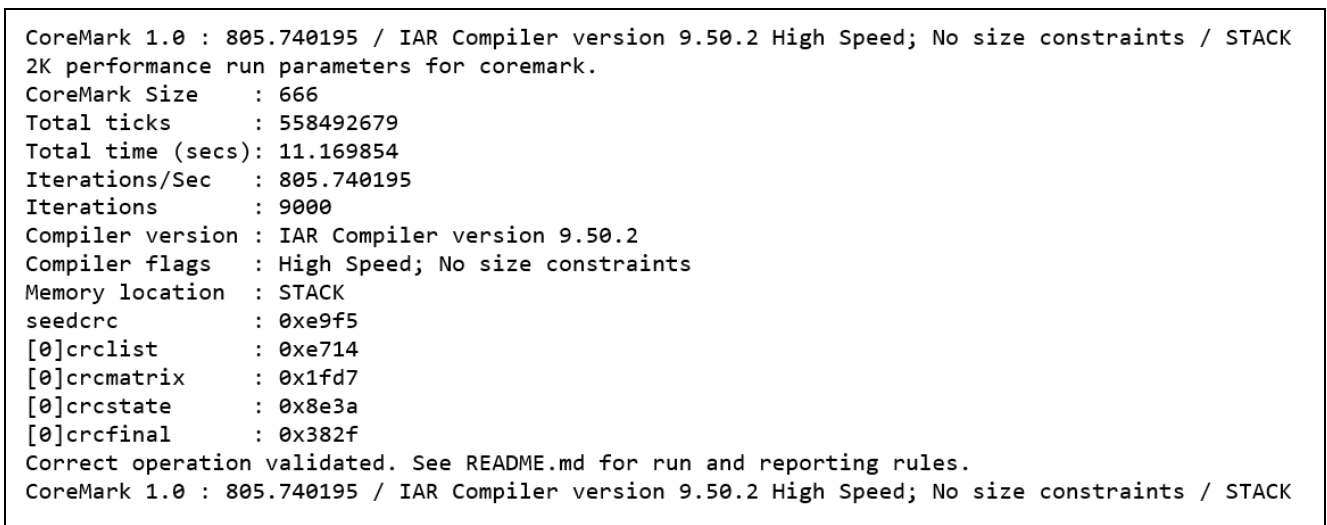 CoreMark 1.0 : 805.740195 / IAR Compiler version 9.50.2 High Speed; No size constraints / STACK
2K performance run parameters for coremark.
CoreMark Size    : 666
Total ticks      : 558492679
Total time (secs): 11.169854
Iterations/Sec   : 805.740195
Iterations       : 9000
Compiler version : IAR Compiler version 9.50.2
Compiler flags   : High Speed; No size constraints
Memory location  : STACK
seedcrc          : 0xe9f5
[0]crclist       : 0xe714
[0]crcmatrix     : 0x1fd7
[0]crcstate      : 0x8e3a
[0]crcfinal      : 0x382f
Correct operation validated. See README.md for run and reporting rules.
CoreMark 1.0 : 805.740195 / IAR Compiler version 9.50.2 High Speed; No size constraints / STACK